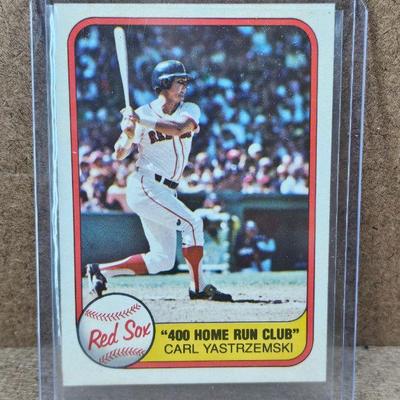 Red Sox
"400 HOME RUN CLUB"
CARL YASTRZEMSKI